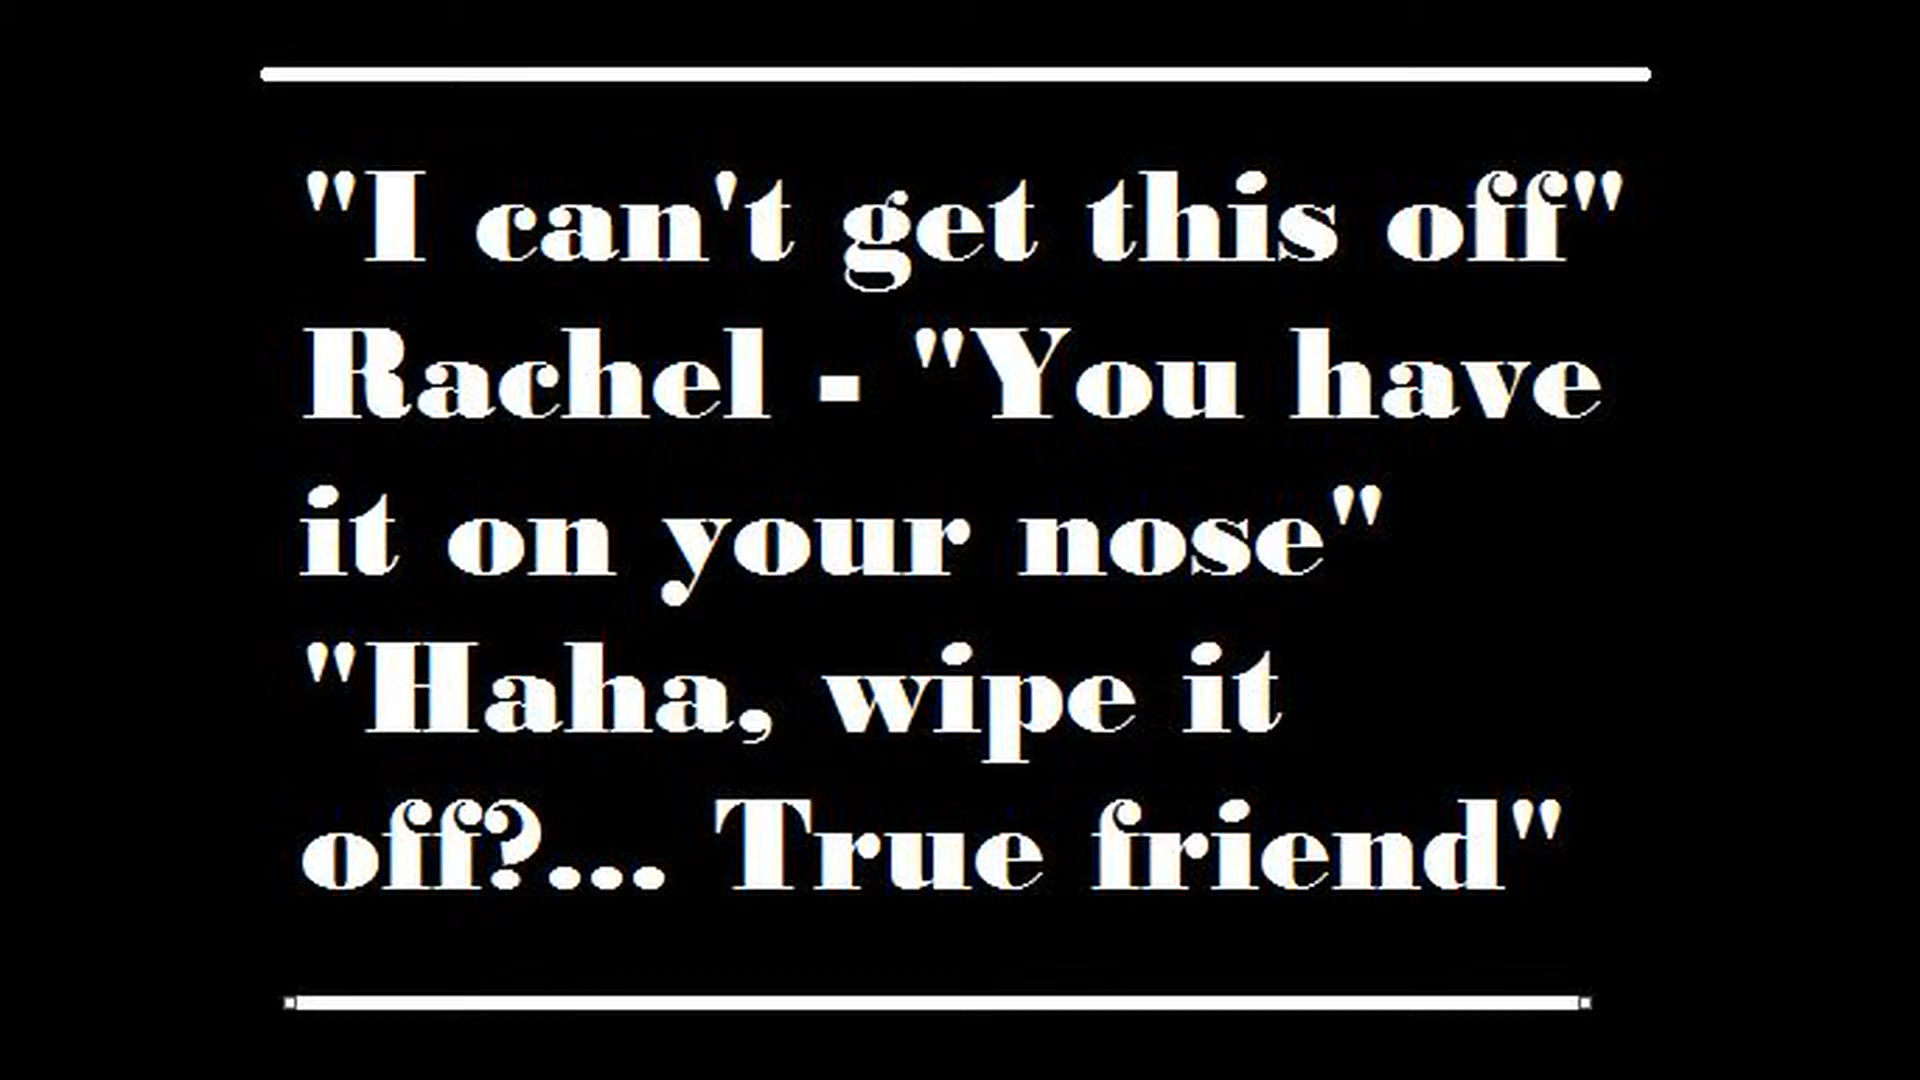 "I can't get this off"
Rachel - "You have
it on your nose"
"Haha, wipe it
off?... True friend"